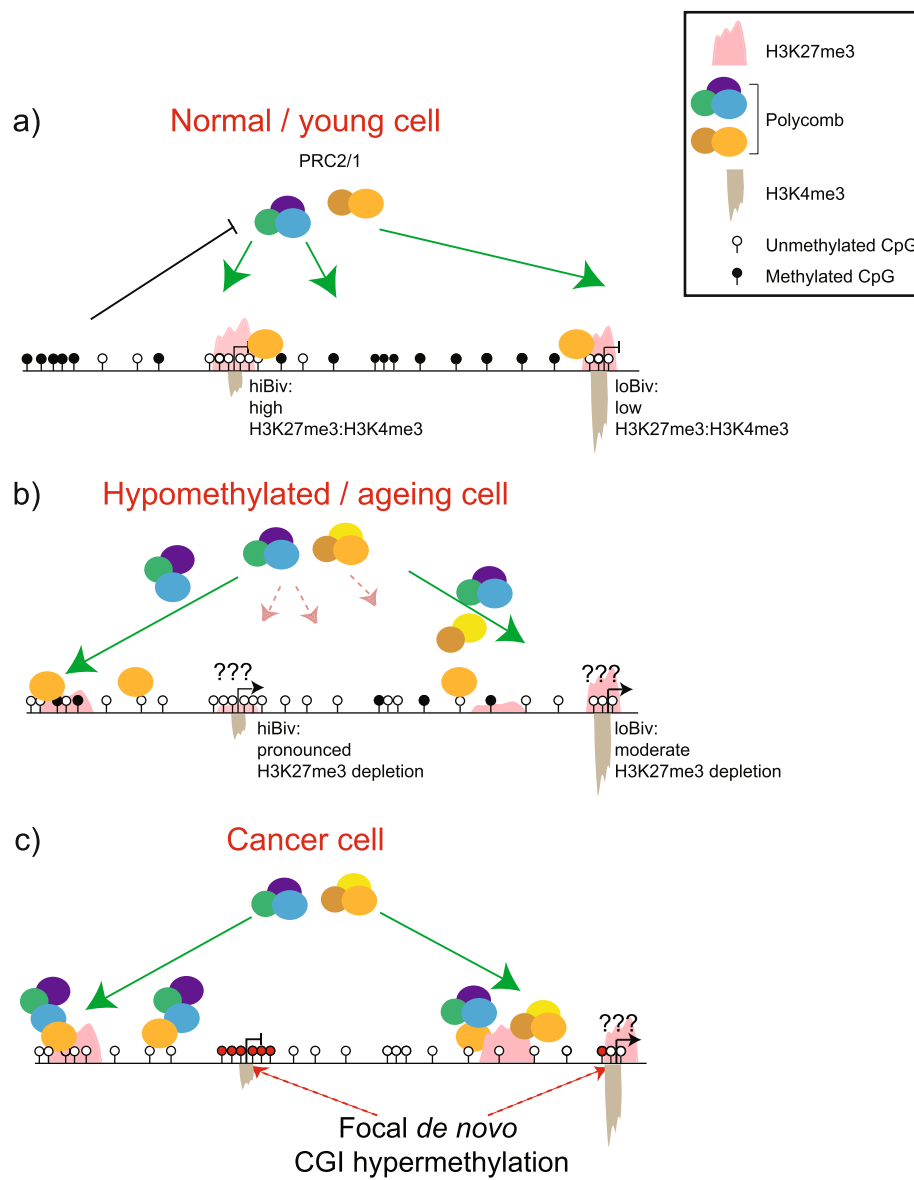 H3K27me3
Polycomb
H3K4me3
Unmethylated CpG
Methylated CpG
a)
Normal / young cell
PRC2/1
hiBiv:
high
H3K27me3:H3K4me3
loBiv:
low
H3K27me3:H3K4me3
b)
Hypomethylated / ageing cell
???
???
hiBiv:
pronounced
H3K27me3 depletion
loBiv:
moderate
H3K27me3 depletion
c)
Cancer cell
???
Focal de novo
CGI hypermethylation